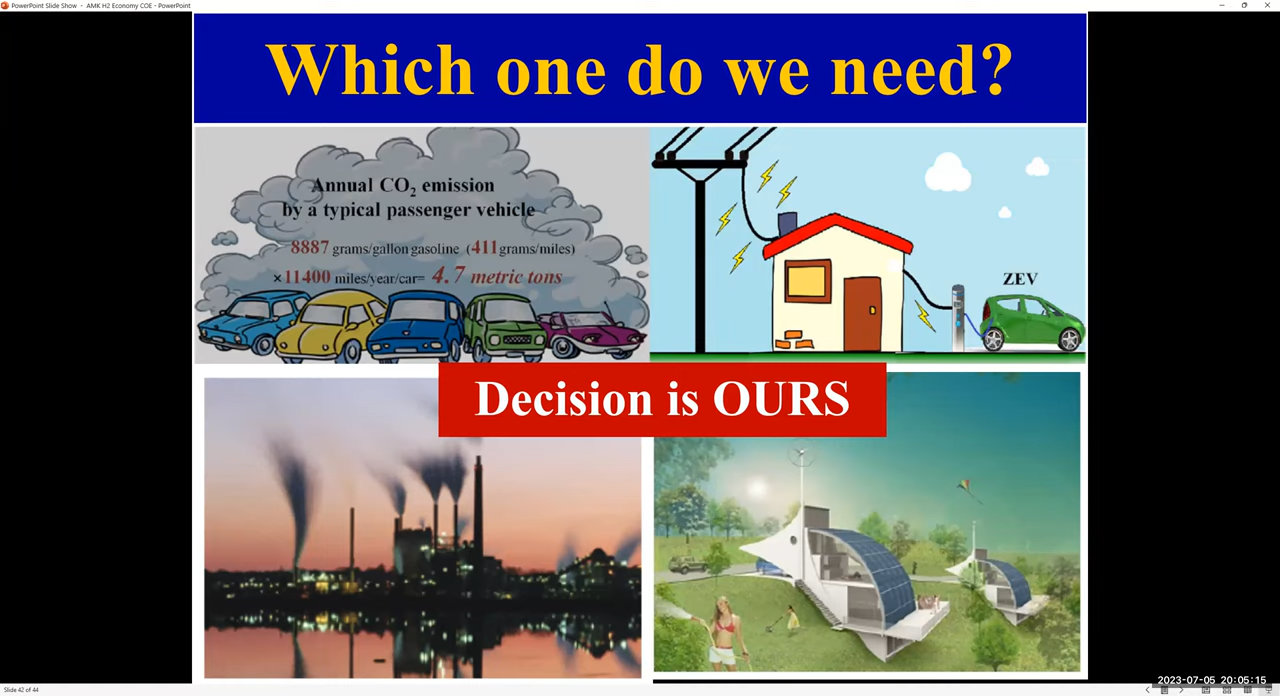 PowerPoint Slide Show - AMK H2 Economy COE - PowerPoint
Which one do we need?
Annual CO₂ emission
by a typical passenger vehicle
8887 grams/gallon gasoline (411grams/miles)
×11400 miles/year/car= 4.7 metric tons
ZEV
Decision is OURS
2023-07-05 20:05:15
Slide 42 of 44